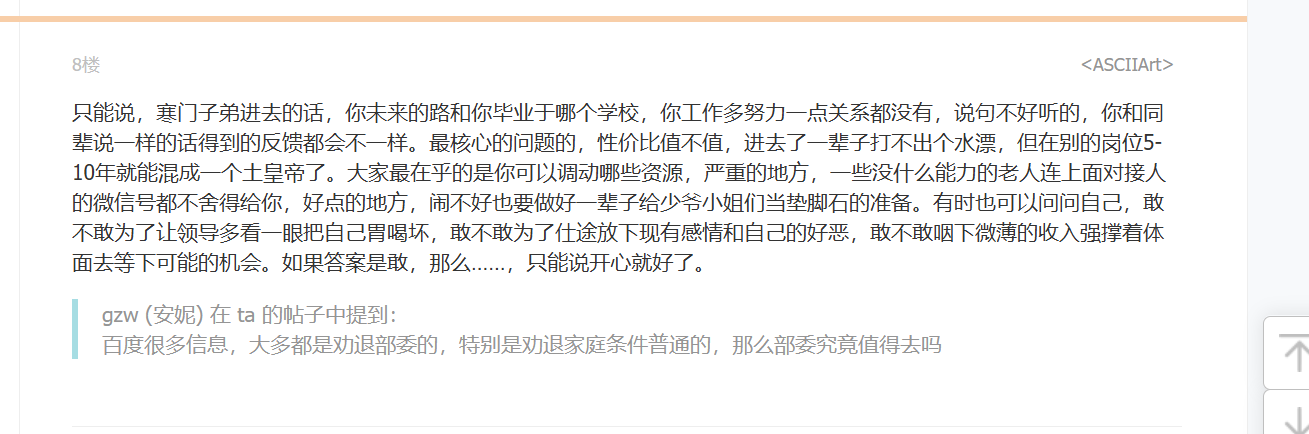 8楼
<ASCIIArt>
只能说，寒门子弟进去的话，你未来的路和你毕业于哪个学校，你工作多努力一点关系都没有，说句不好听的，你和同
辈说一样的话得到的反馈都会不一样。最核心的问题的，性价比值不值，进去了一辈子打不出个水漂，但在别的岗位5-
10年就能混成一个土皇帝了。大家最在乎的是你可以调动哪些资源，严重的地方，一些没什么能力的老人连上面对接人
的微信号都不舍得给你，好点的地方，闹不好也要做好一辈子给少爷小姐们当垫脚石的准备。有时也可以问问自己，敢
不敢为了让领导多看一眼把自己胃喝坏，敢不敢为了仕途放下现有感情和自己的好恶，敢不敢咽下微薄的收入强撑着体
面去等下可能的机会。如果答案是敢，那么......，只能说开心就好了。
gzw (安妮) 在 ta 的帖子中提到：
百度很多信息，大多都是劝退部委的，特别是劝退家庭条件普通的，那么部委究竟值得去吗